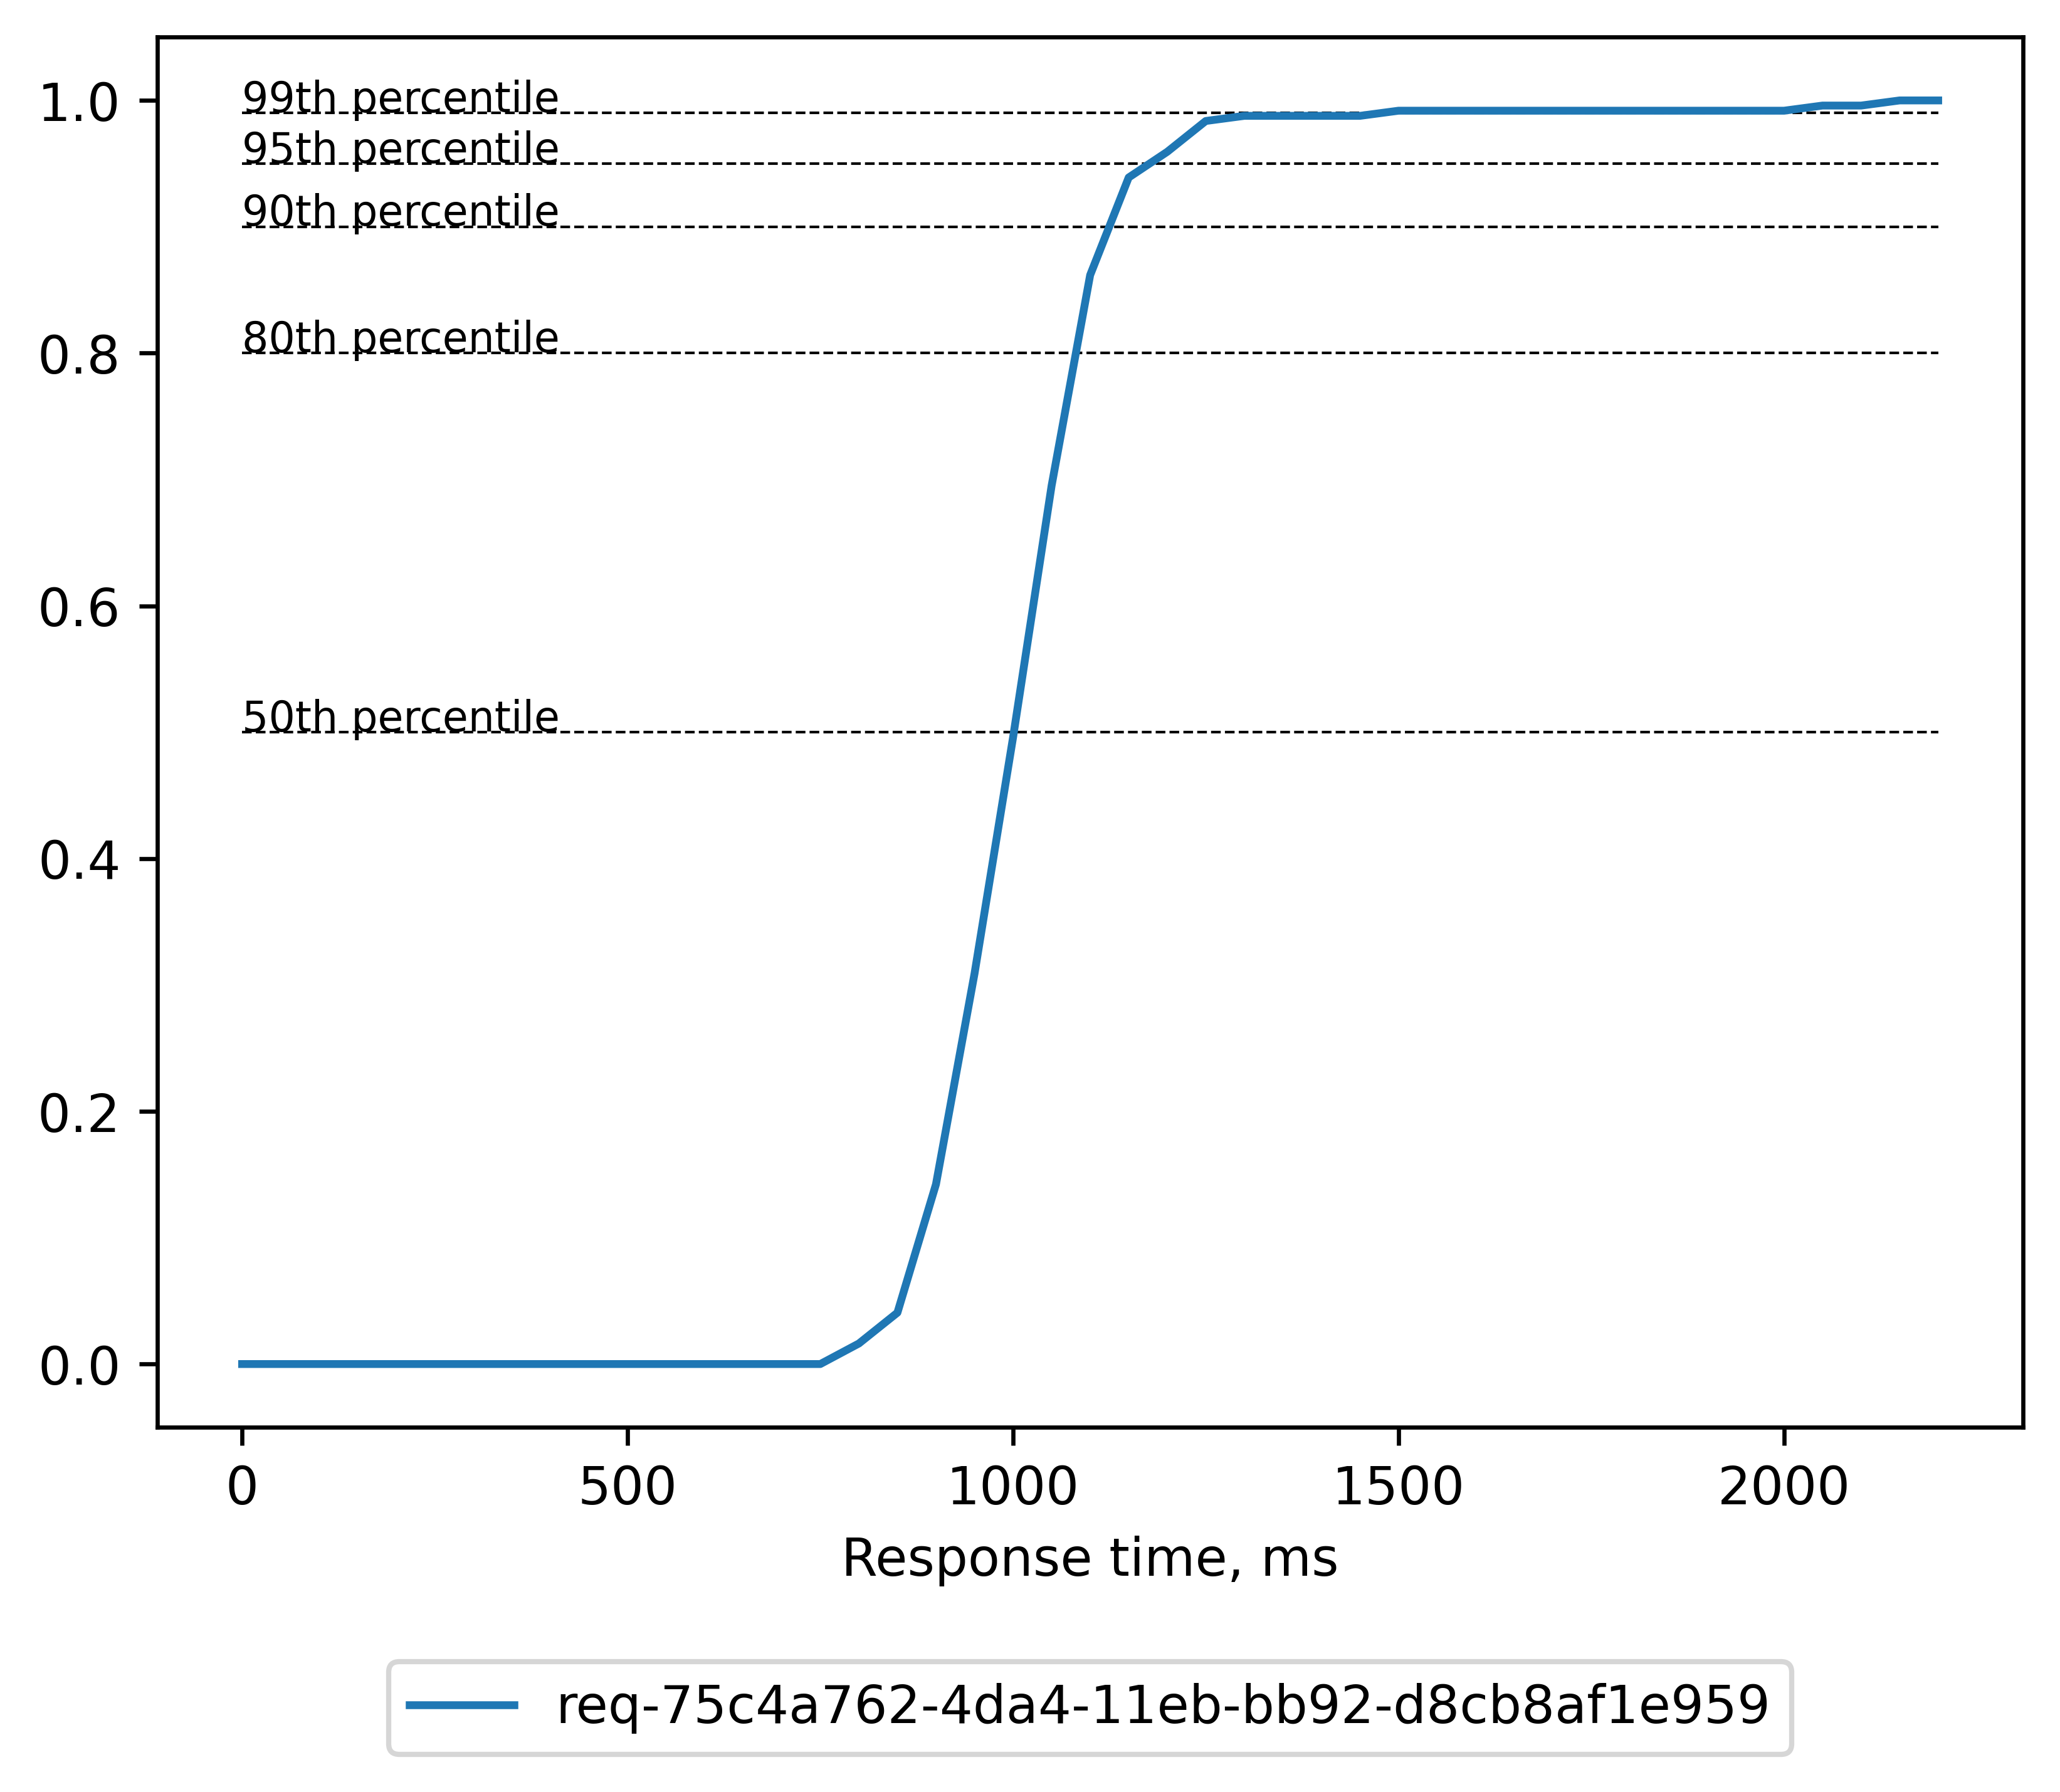 1.0
0.8
0.6
0.4
0.2
0.0
99th percentile
95th percentile
90th percentile
80th percentile
50th percentile
0 500 1000 1500 2000
Response time, ms
req-75c4a762-4da4-11eb-bb92-d8cb8af1e959